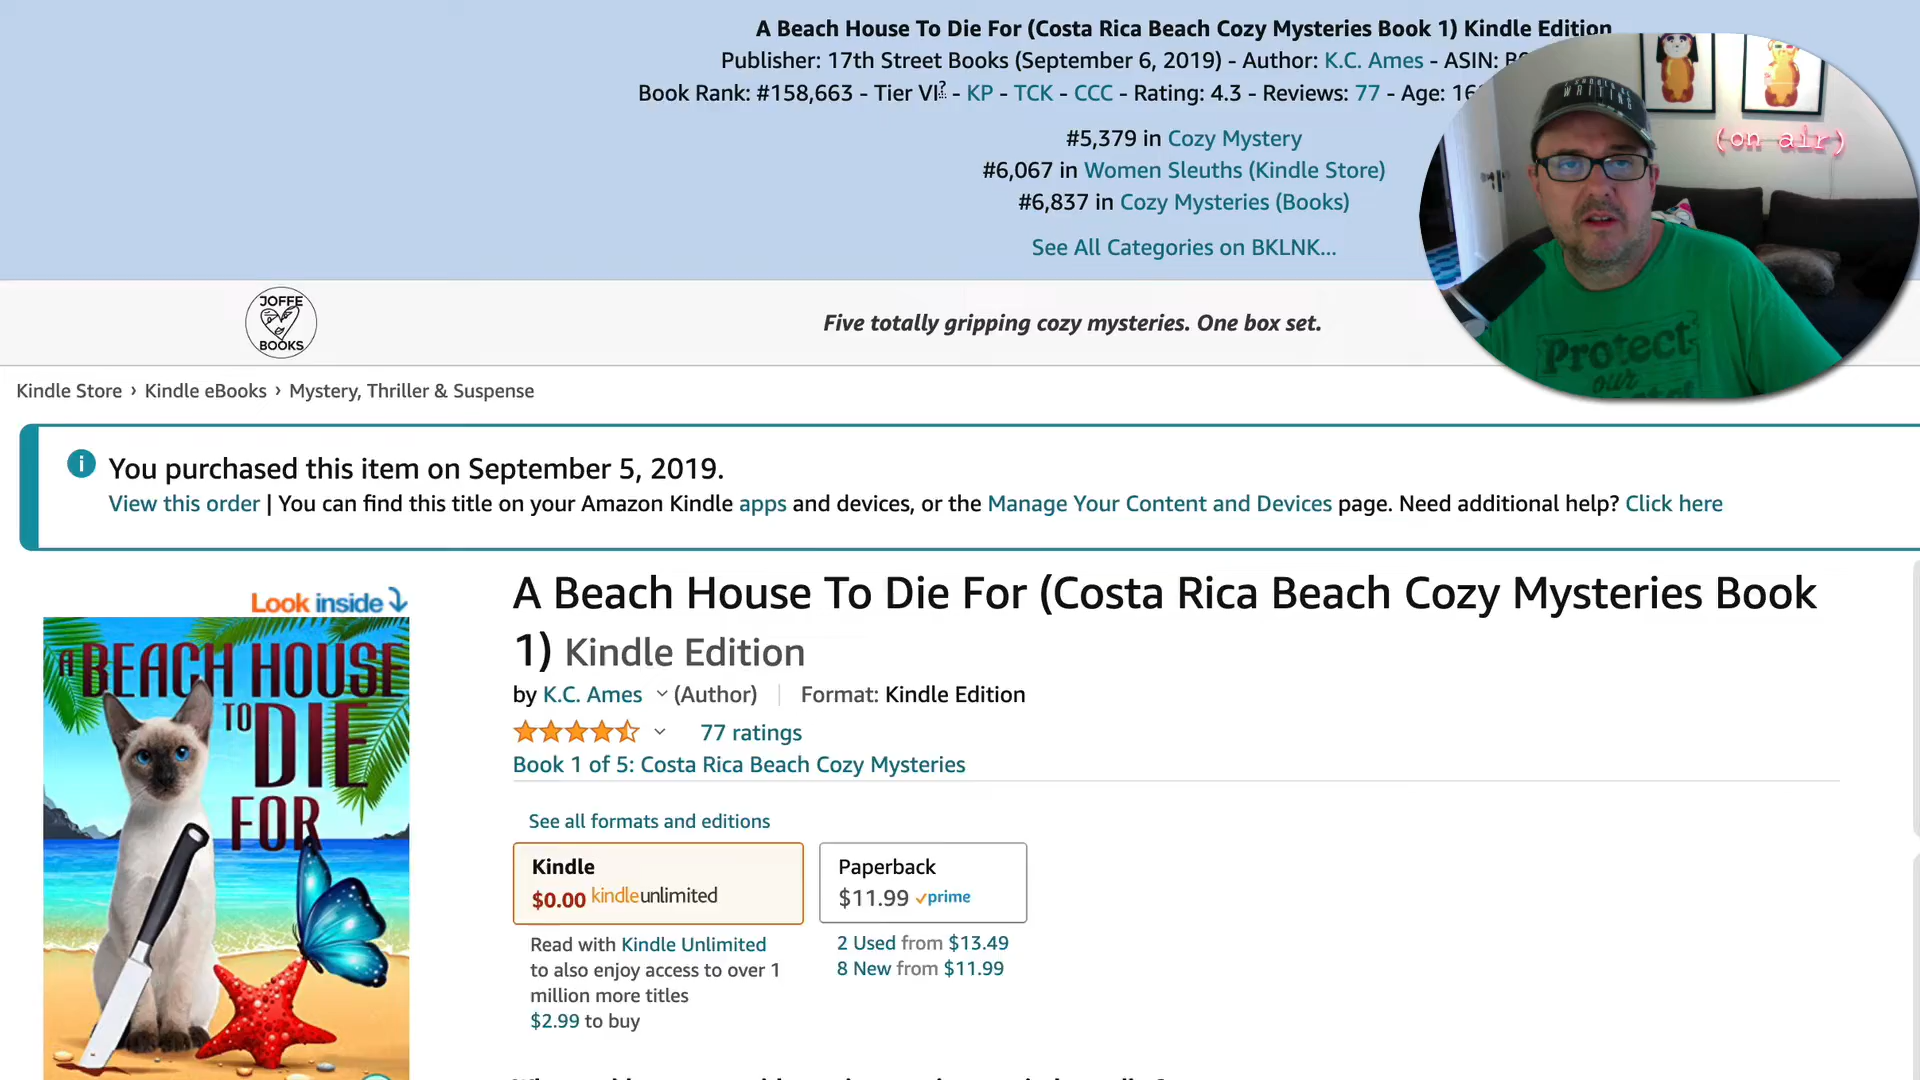 A Beach House To Die For (Costa Rica Beach Cozy Mysteries Book 1) Kindle Edition
Publisher: 17th Street Books (September 6, 2019) - Author: K.C. Ames - ASIN:
Book Rank: #158,663 - Tier VI? - KP - TCK - CCC - Rating: 4.3 - Reviews: 77 - Age:
#5,379 in Cozy Mystery
#6,067 in Women Sleuths (Kindle Store)
#6,837 in Cozy Mysteries (Books)
See All Categories on BKLNK...
WRITING
(on air)
Protect
our
JOFFE
BOOKS
Five totally gripping cozy mysteries. One box set.
Kindle Store › Kindle eBooks › Mystery, Thriller & Suspense
i
You purchased this item on September 5, 2019.
View this order | You can find this title on your Amazon Kindle apps and devices, or the Manage Your Content and Devices page. Need additional help? Click here
Look inside
A BEACH HOUSE
TO DIE
FOR
A Beach House To Die For (Costa Rica Beach Cozy Mysteries Book
1) Kindle Edition
by K.C. Ames (Author) Format: Kindle Edition
77 ratings
Book 1 of 5: Costa Rica Beach Cozy Mysteries
See all formats and editions
Kindle
$0.00 kindleunlimited
Paperback
$11.99 prime
Read with Kindle Unlimited
to also enjoy access to over 1
million more titles
$2.99 to buy
2 Used from $13.49
8 New from $11.99